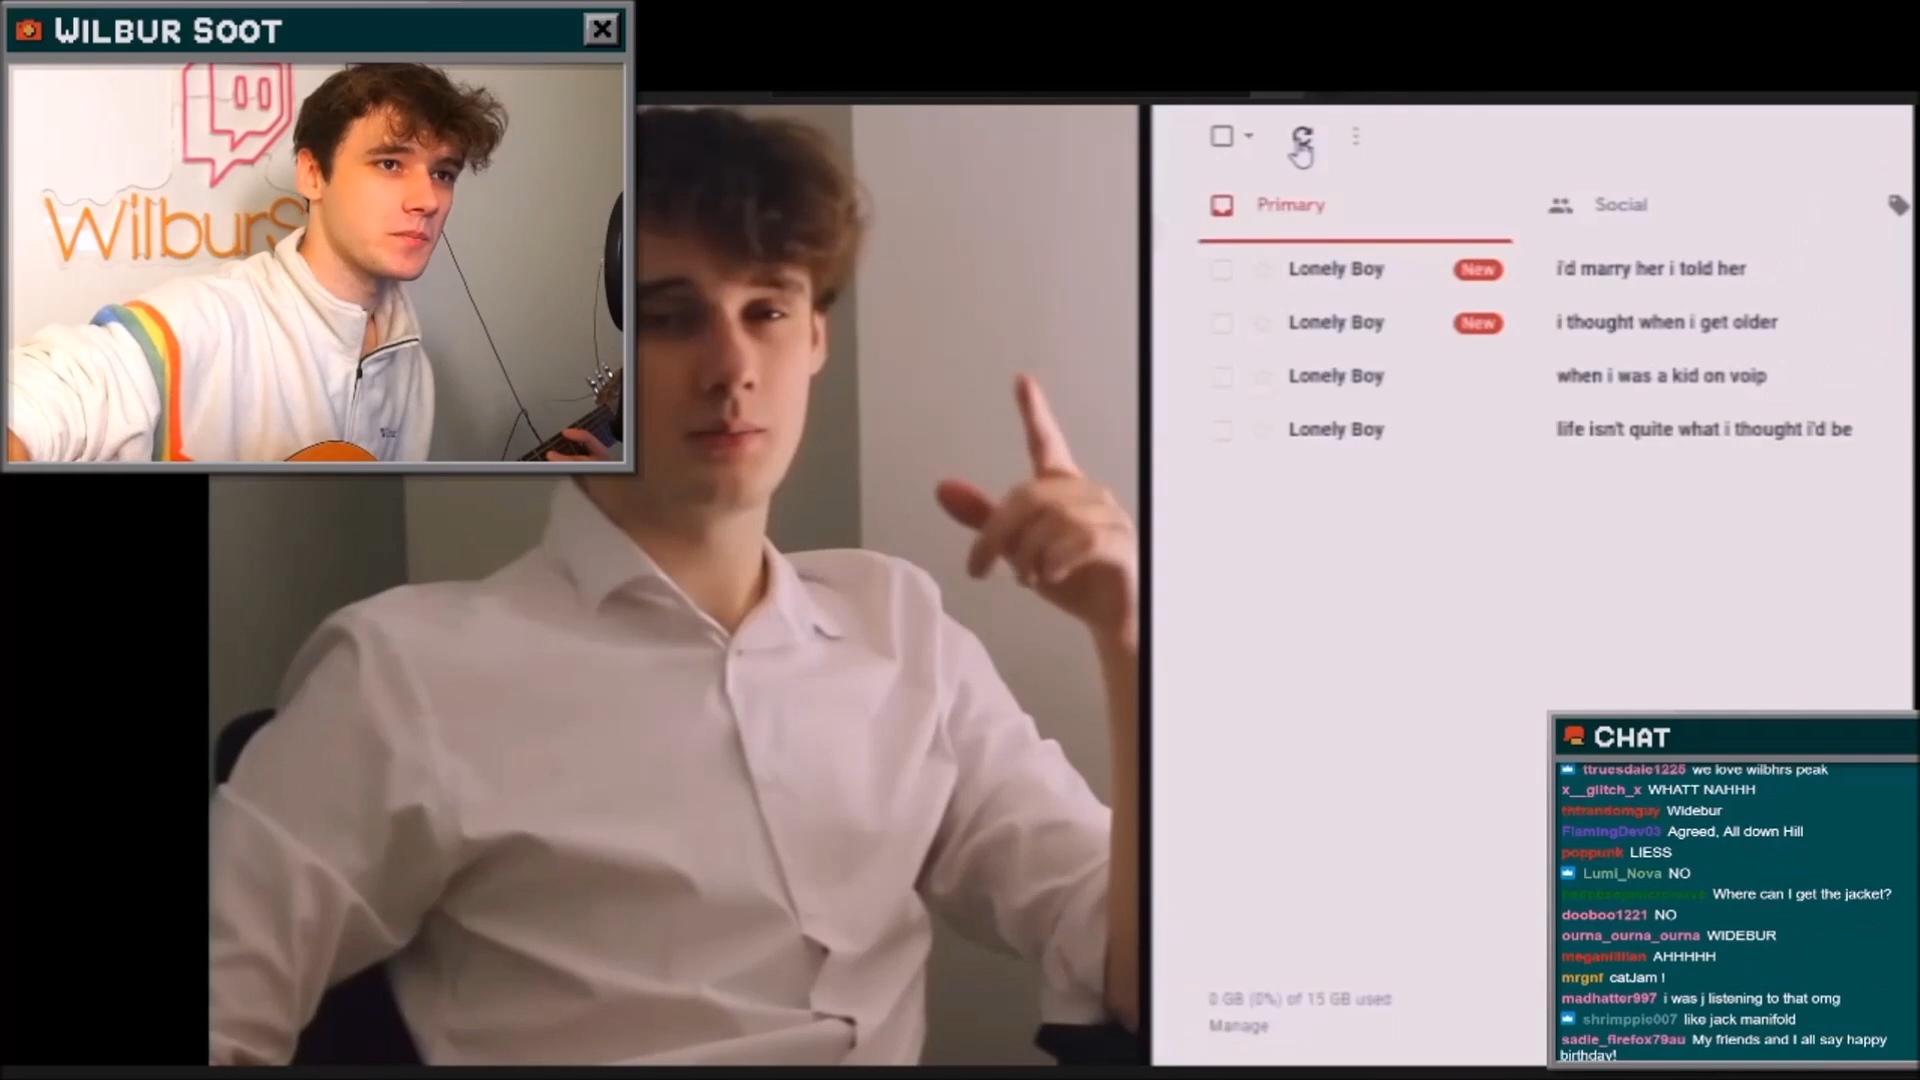 WILBUR SOOT
WilburS
Primary
Social
Lonely Boy New i'd marry her i told her
Lonely Boy New i thought when i get older
Lonely Boy when i was a kid on voip
Lonely Boy life isn't quite what i thought i'd be
0 GB (0%) of 15 GB used
Manage
CHAT
ttruesdale1225 we love wilbhrs peak
x__glitch_x WHATT NAHHH
thtrandomguy Widebur
FlamingDev03 Agreed, All down Hill
poppunk LIESS
Lumi_Nova NO
Where can I get the jacket?
dooboo1221 NO
ourna_ourna_ourna WIDEBUR
AHHHHH
mrgnf catJam !
madhatter997 i was j listening to that omg
shrimppie007 like jack manifold
sadie_firefox79au My friends and I all say happy
birthday!